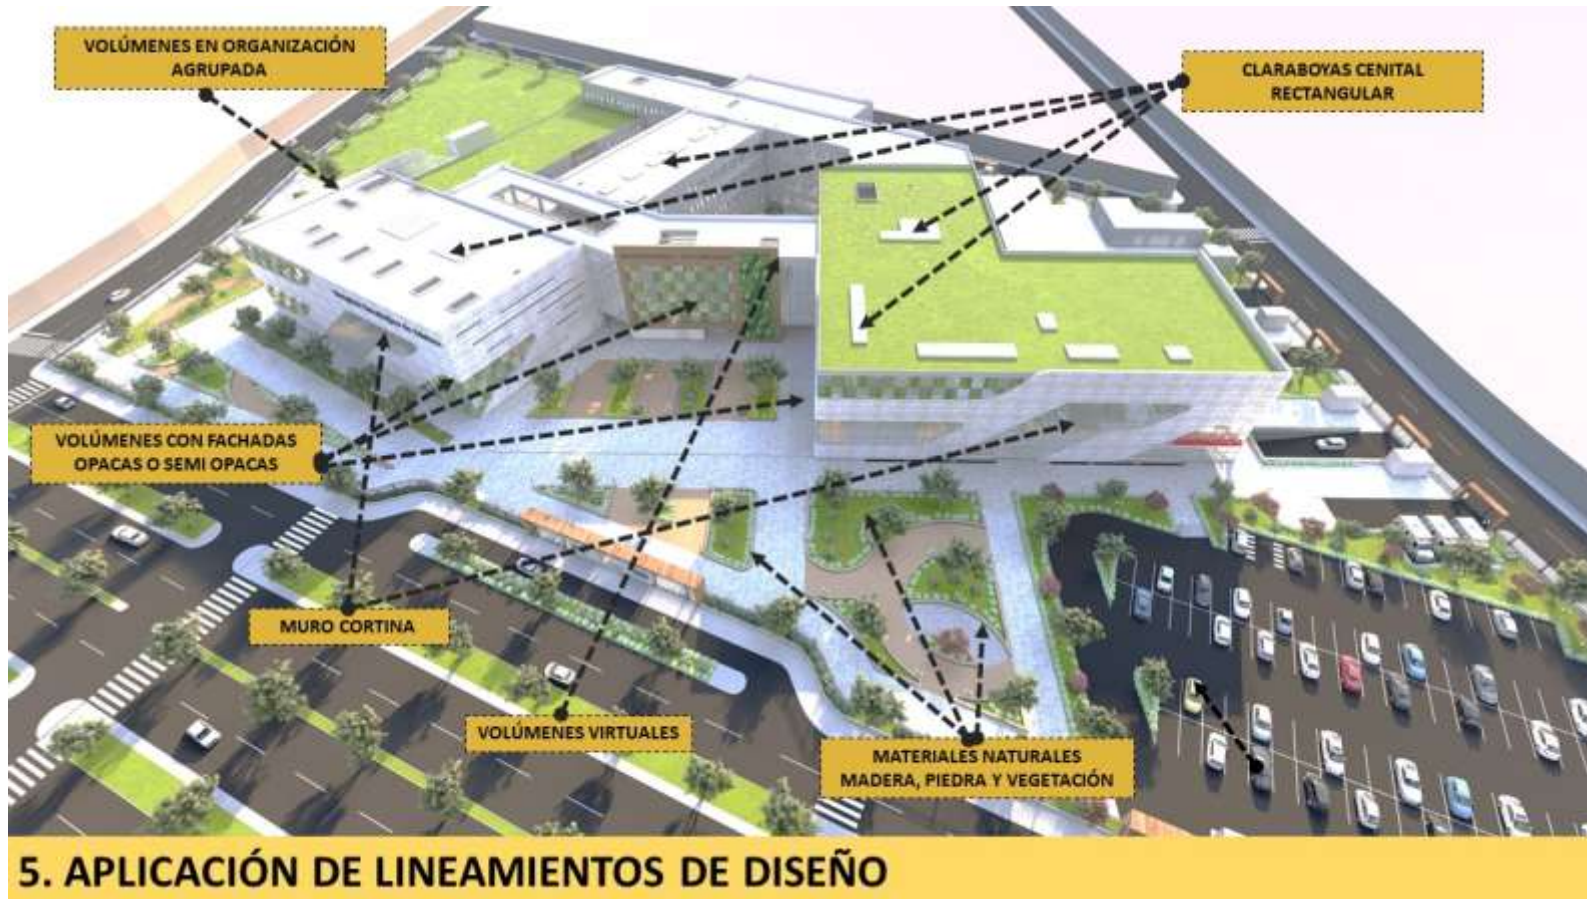 VOLÚMENES EN ORGANIZACIÓN
AGRUPADA
CLARABOYAS CENITAL
RECTANGULAR
VOLÚMENES CON FACHADAS
OPACAS O SEMI OPACAS
MURO CORTINA
VOLÚMENES VIRTUALES
MATERIALES NATURALES
MADERA, PIEDRA Y VEGETACIÓN
5. APLICACIÓN DE LINEAMIENTOS DE DISEÑO